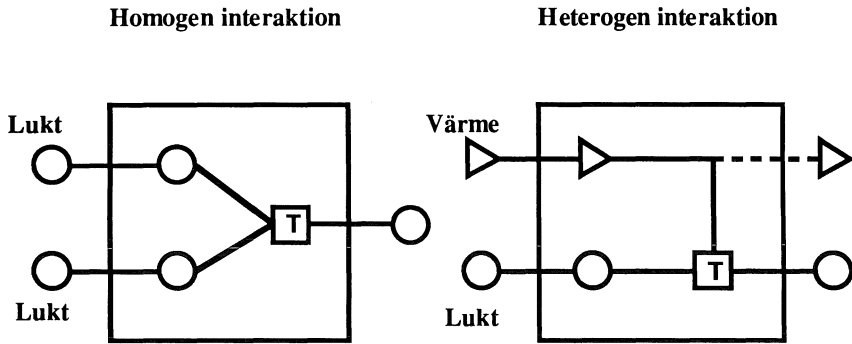 Homogen interaktion
Heterogen interaktion
Lukt
T
Lukt
Värme
T
Lukt